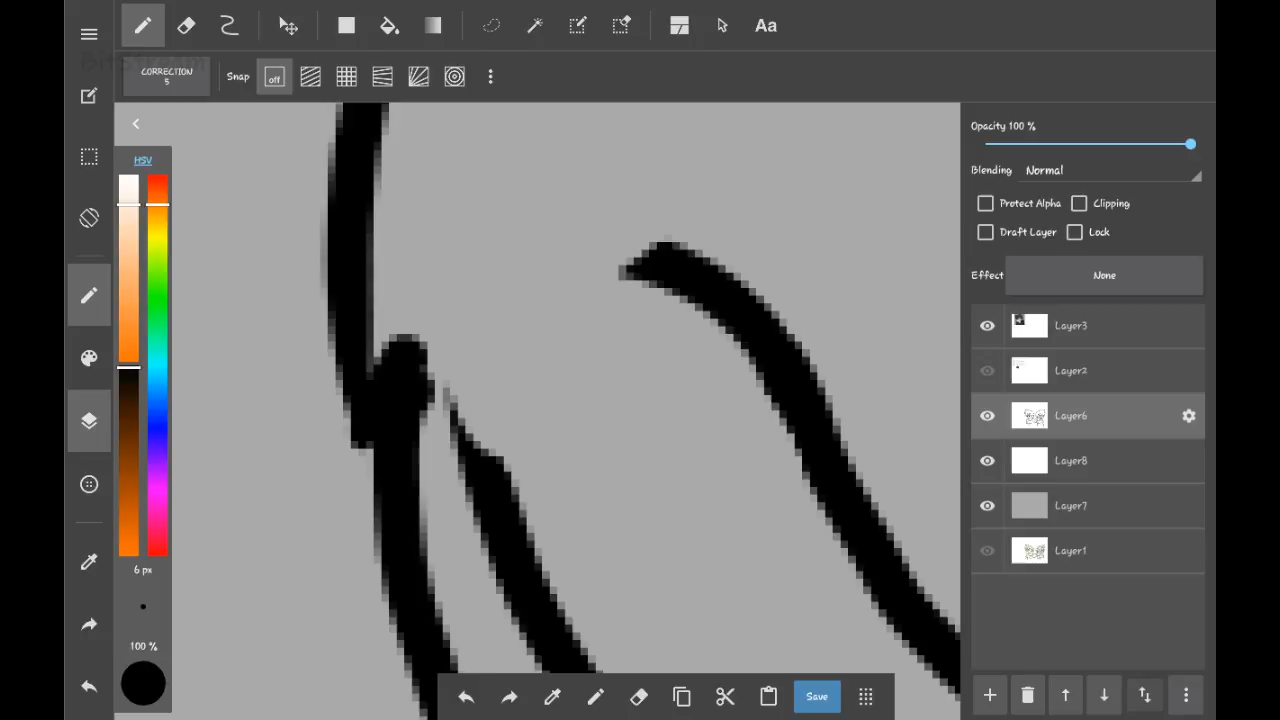 Aa
BitStream
CORRECTION
5
Snap
off
HSV
6 px
100 %
Opacity 100 %
Blending Normal
Protect Alpha Clipping
Draft Layer Lock
Effect None
Layer3
Layer2
Layer6
Layer8
Layer7
Layer1
Save